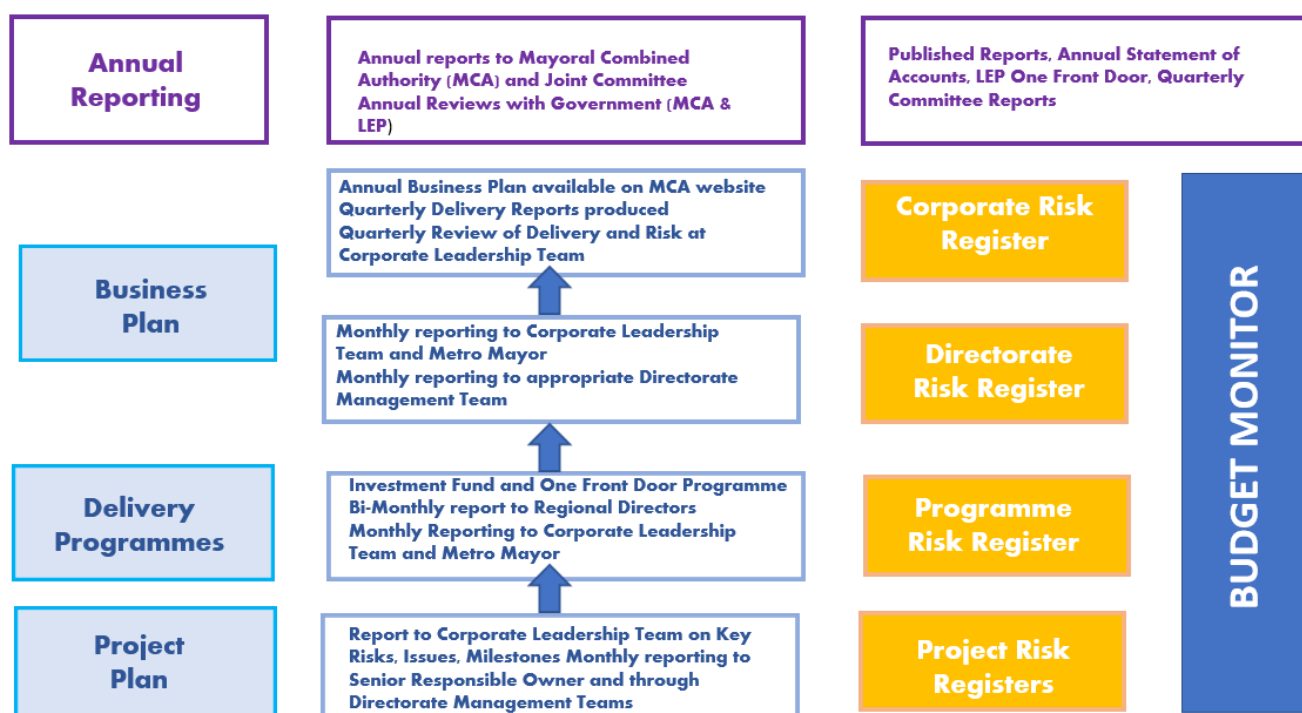 Annual
Reporting
Annual reports to Mayoral Combined
Authority (MCA) and Joint Committee
Annual Reviews with Government (MCA &
LEP)
Published Reports, Annual Statement of
Accounts, LEP One Front Door, Quarterly
Committee Reports
Business
Plan
Annual Business Plan available on MCA website
Quarterly Delivery Reports produced
Quarterly Review of Delivery and Risk at
Corporate Leadership Team
Corporate Risk
Register
Monthly reporting to Corporate Leadership
Team and Metro Mayor
Monthly reporting to appropriate Directorate
Management Team
Directorate
Risk Register
Delivery
Programmes
Investment Fund and One Front Door Programme
Bi-Monthly report to Regional Directors
Monthly Reporting to Corporate Leadership
Team and Metro Mayor
Programme
Risk Register
Project
Plan
Report to Corporate Leadership Team on Key
Risks, Issues, Milestones Monthly reporting to
Senior Responsible Owner and through
Directorate Management Teams
Project Risk
Registers
BUDGET MONITOR